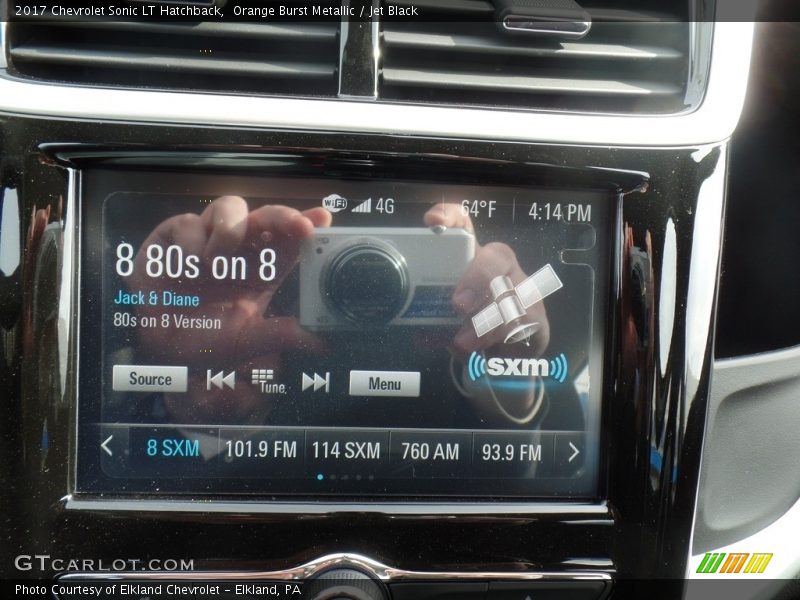 2017 Chevrolet Sonic LT Hatchback,  Orange Burst Metallic / Jet Black
WiFi 4G 64°F 4:14 PM
8 80s on 8
Jack & Diane
80s on 8 Version
((sxm))
Source Tune. Menu
< 8 SXM 101.9 FM 114 SXM 760 AM 93.9 FM >
GTCARLOT.COM
Photo Courtesy of Elkland Chevrolet - Elkland, PA